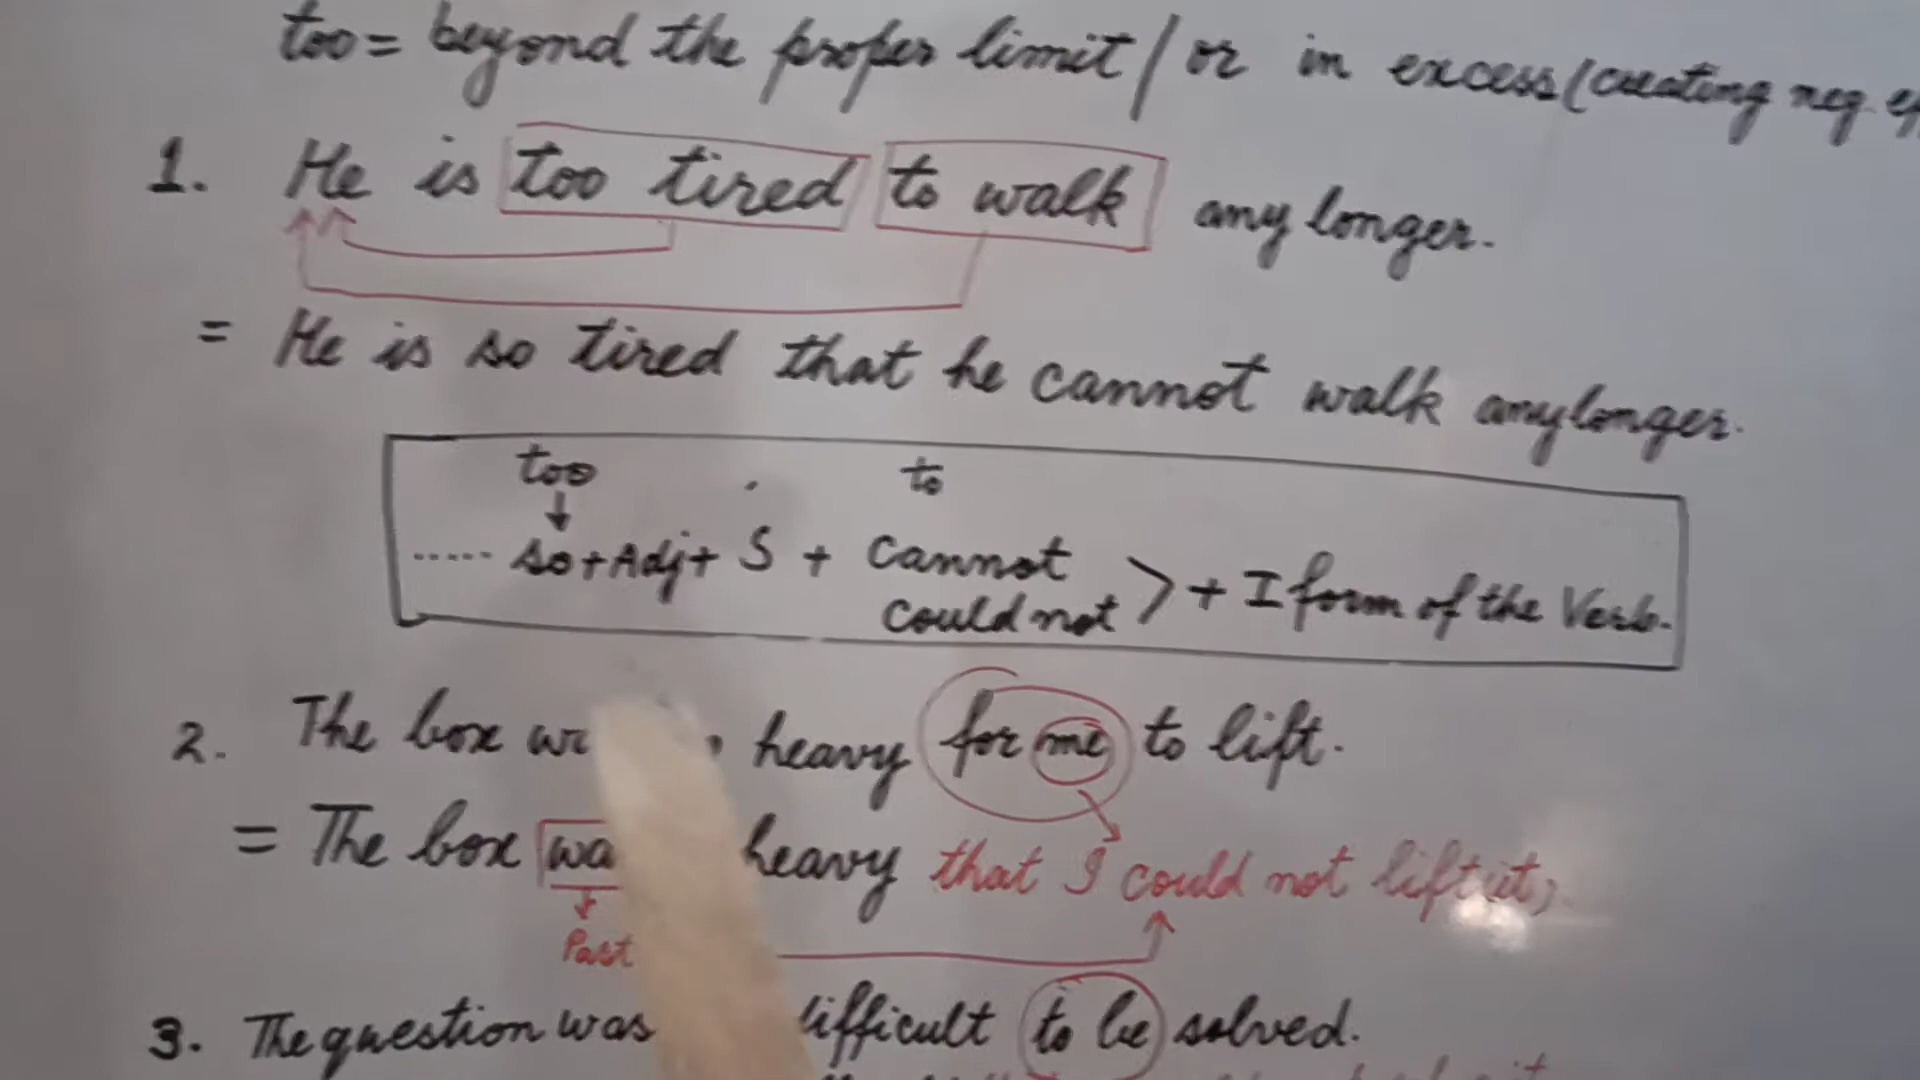 too = beyond the proper limit / or in excess (creating neg.
1. He is too tired to walk any longer.
= He is so tired that he cannot walk anylonger.
too to
..... so + Adj + S + cannot > + I form of the Verb.
could not
2. The box heavy for me to lift.
= The box heavy that I could not lift it.
Past
3. The question was difficult to be solved.